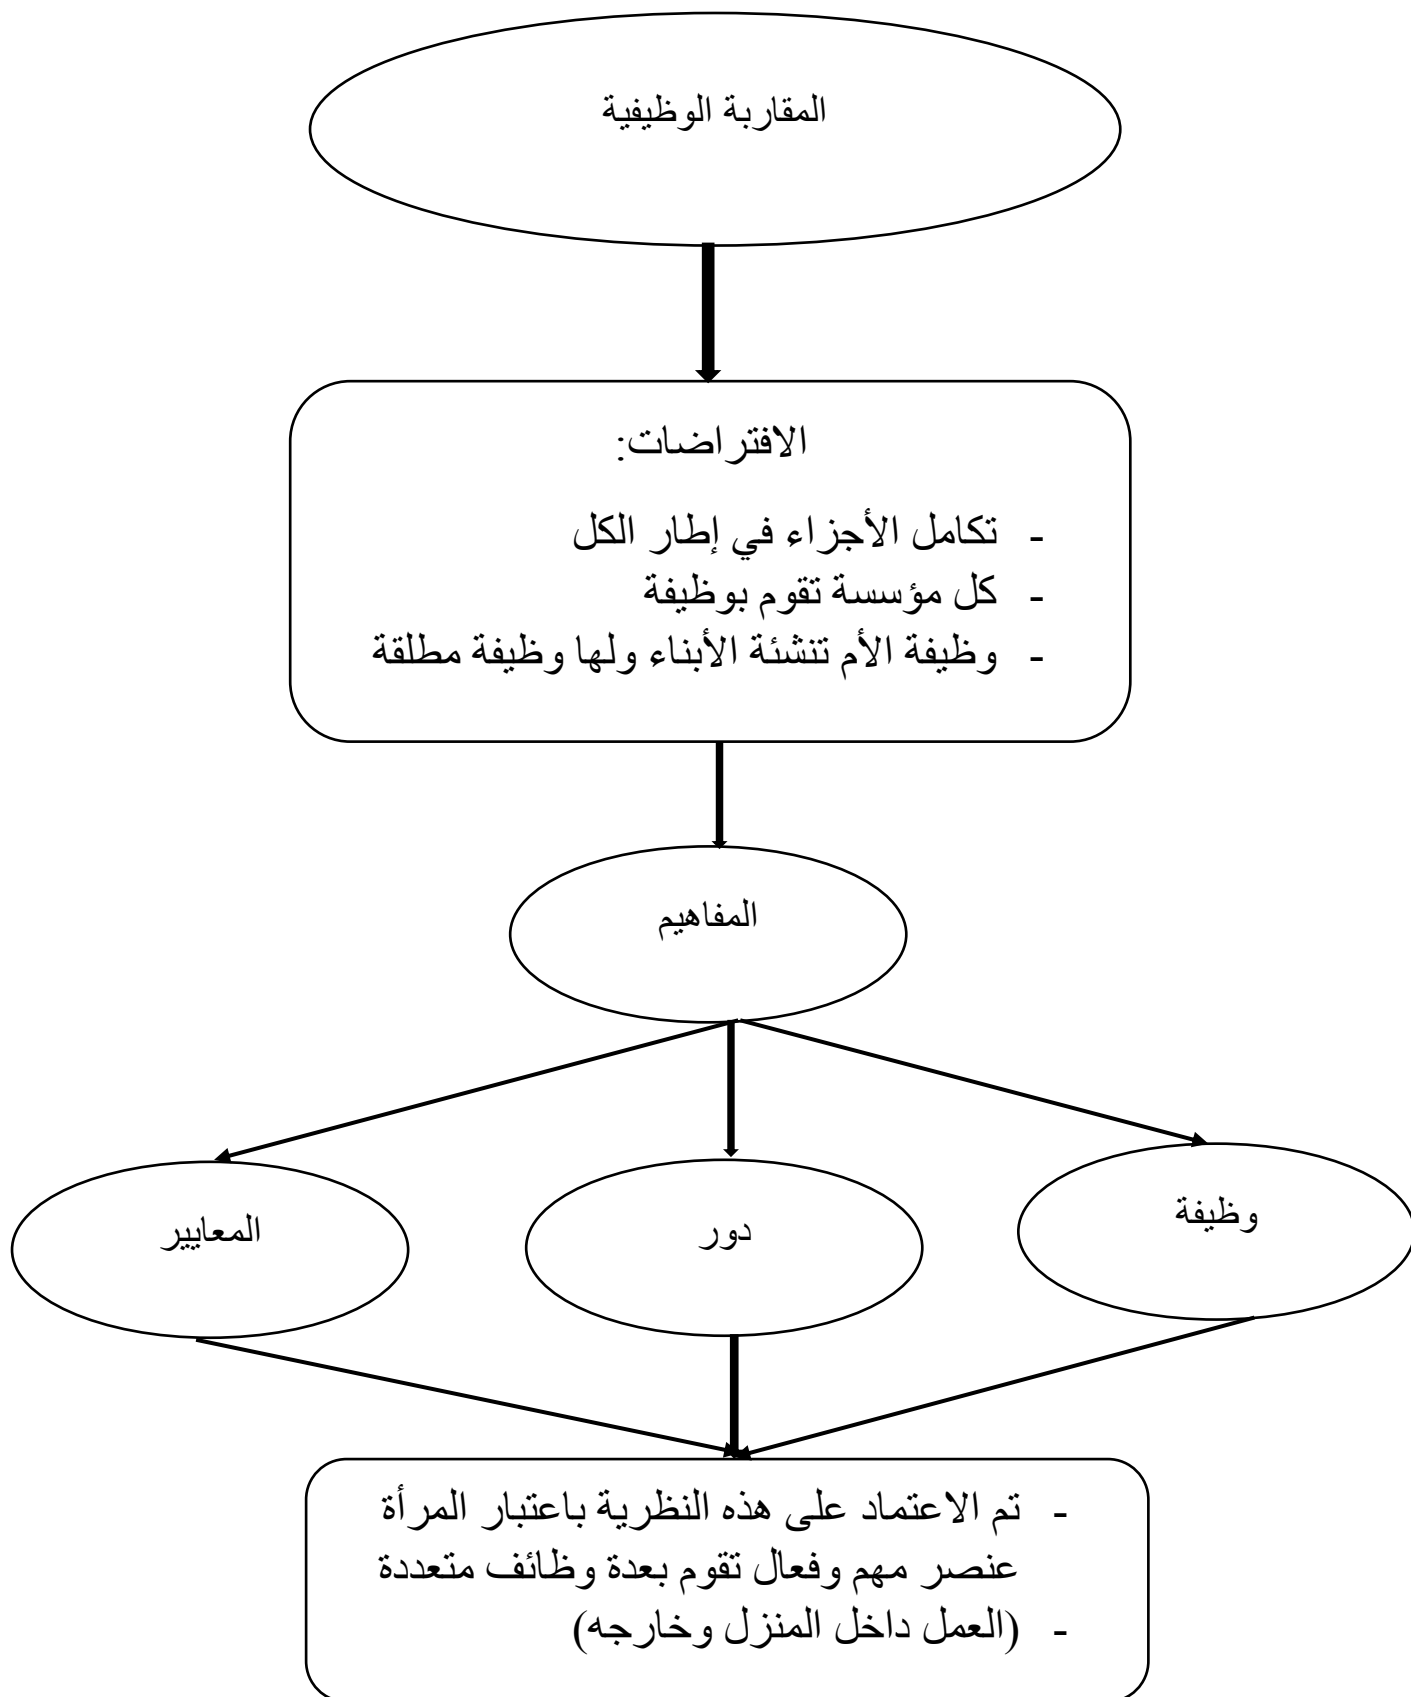 المقاربة الوظيفية
الافتراضات:
- تكامل الأجزاء في إطار الكل
- كل مؤسسة تقوم بوظيفة
- وظيفة الأم تنشئة الأبناء ولها وظيفة مطلقة
المفاهيم
وظيفة
دور
المعايير
- تم الاعتماد على هذه النظرية باعتبار المرأة
عنصر مهم وفعال تقوم بعدة وظائف متعددة
- (العمل داخل المنزل وخارجه)